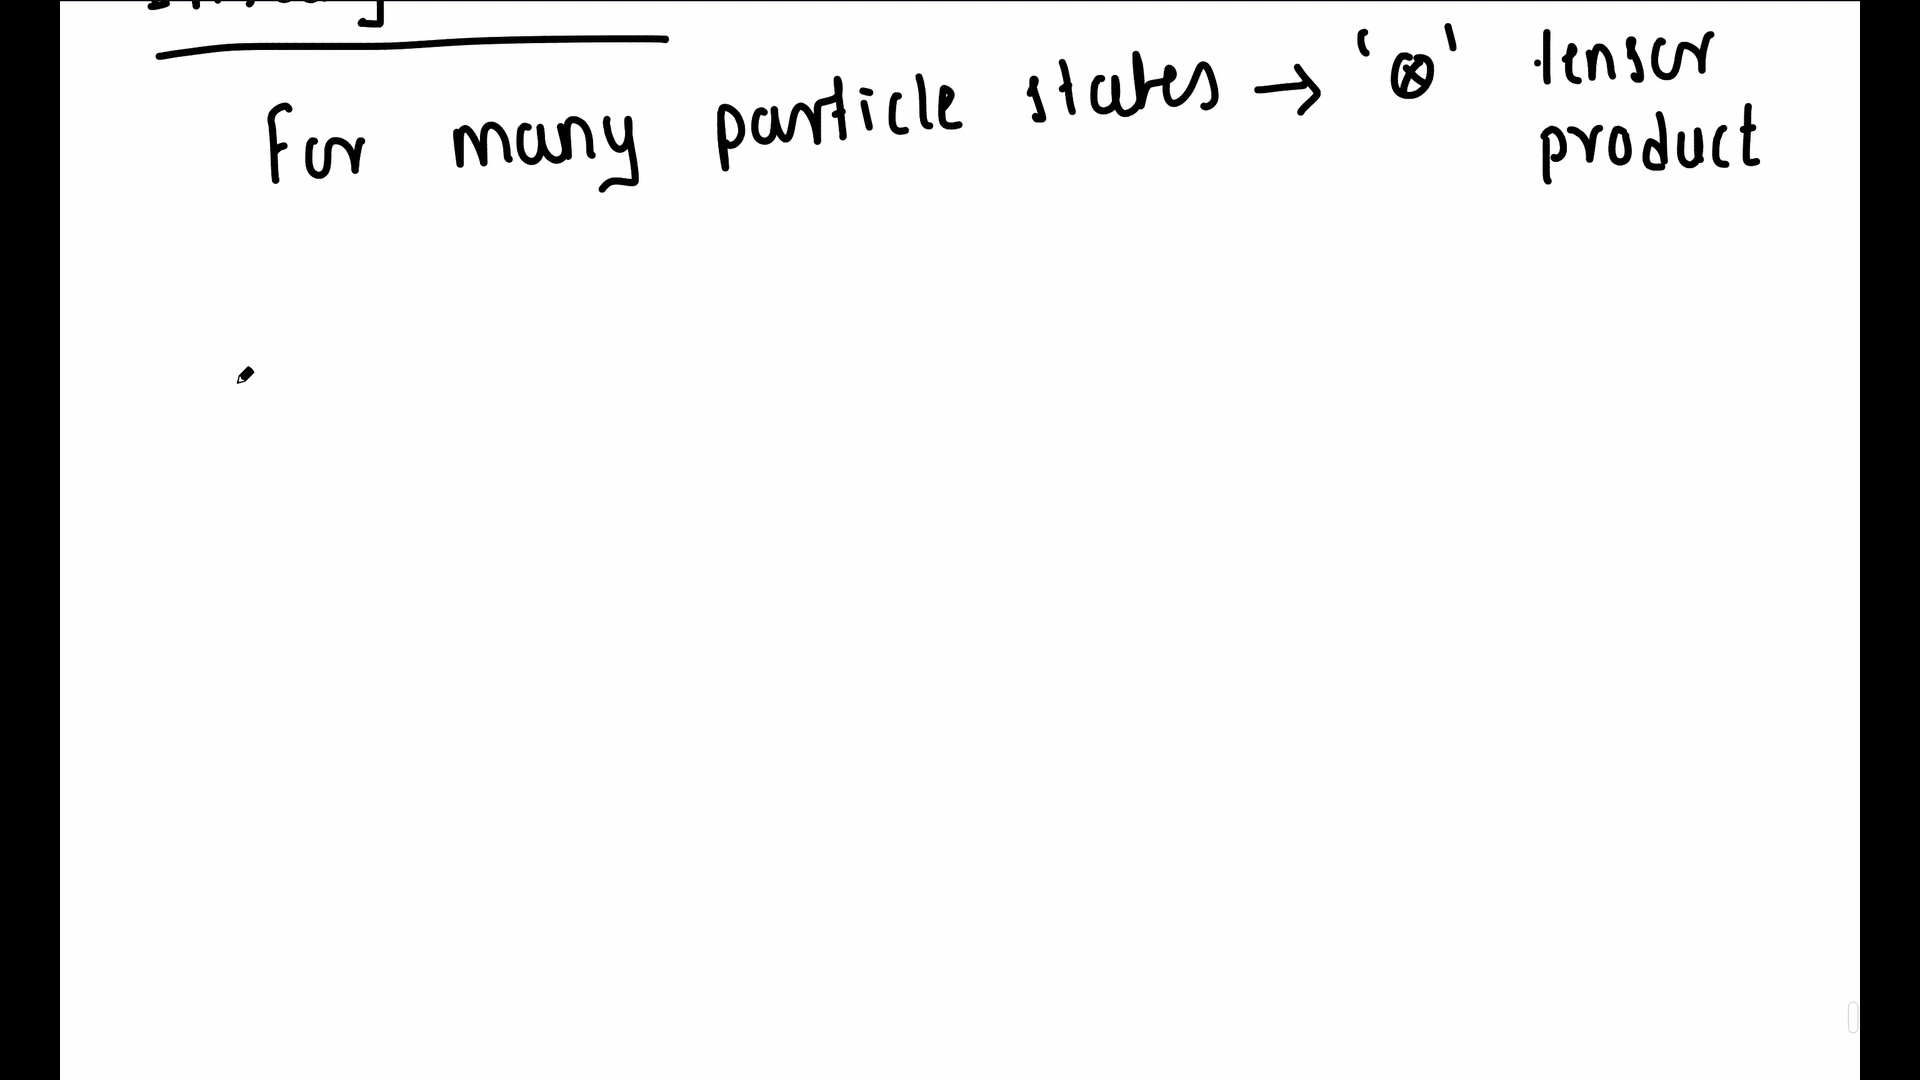 For many particle states → '⊗' tensor
product